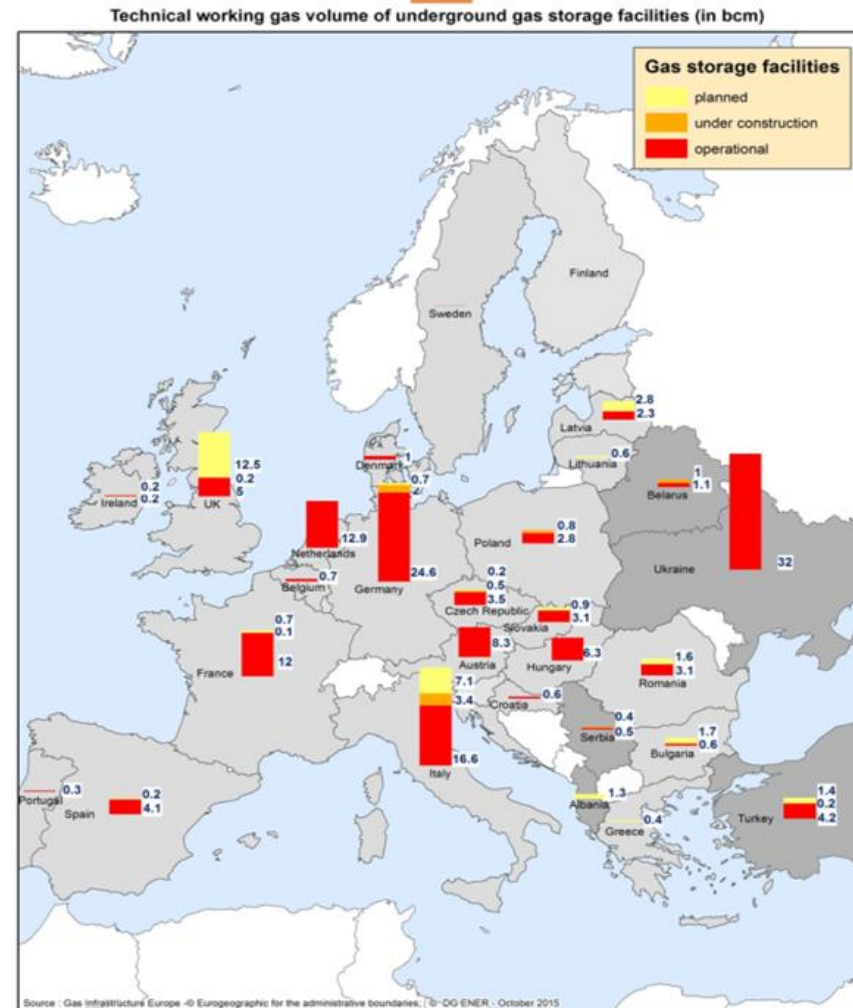 Technical working gas volume of underground gas storage facilities (in bcm)
Gas storage facilities
planned
under construction
operational
Finland
Sweden
2.8
2.3
Latvia
0.6
Lithuania
1
1.1
Belarus
12.5
0.2
5
UK
0.2
0.2
Ireland
1
Denmark
0.7
2
24.6
Germany
12.9
Netherlands
0.7
Belgium
0.8
2.8
Poland
32
Ukraine
0.2
0.5
3.5
Czech Republic
0.9
3.1
Slovakia
8.3
Austria
6.3
Hungary
0.7
0.1
12
France
7.1
3.4
16.6
Italy
0.6
Croatia
1.6
3.1
Romania
0.4
0.5
Serbia
1.7
0.6
Bulgaria
0.3
Portugal
0.2
4.1
Spain
1.3
Albania
0.4
Greece
1.4
0.2
4.2
Turkey
Source : Gas Infrastructure Europe -© Eurogeographic for the administrative boundaries; | © DG ENER - October 2015